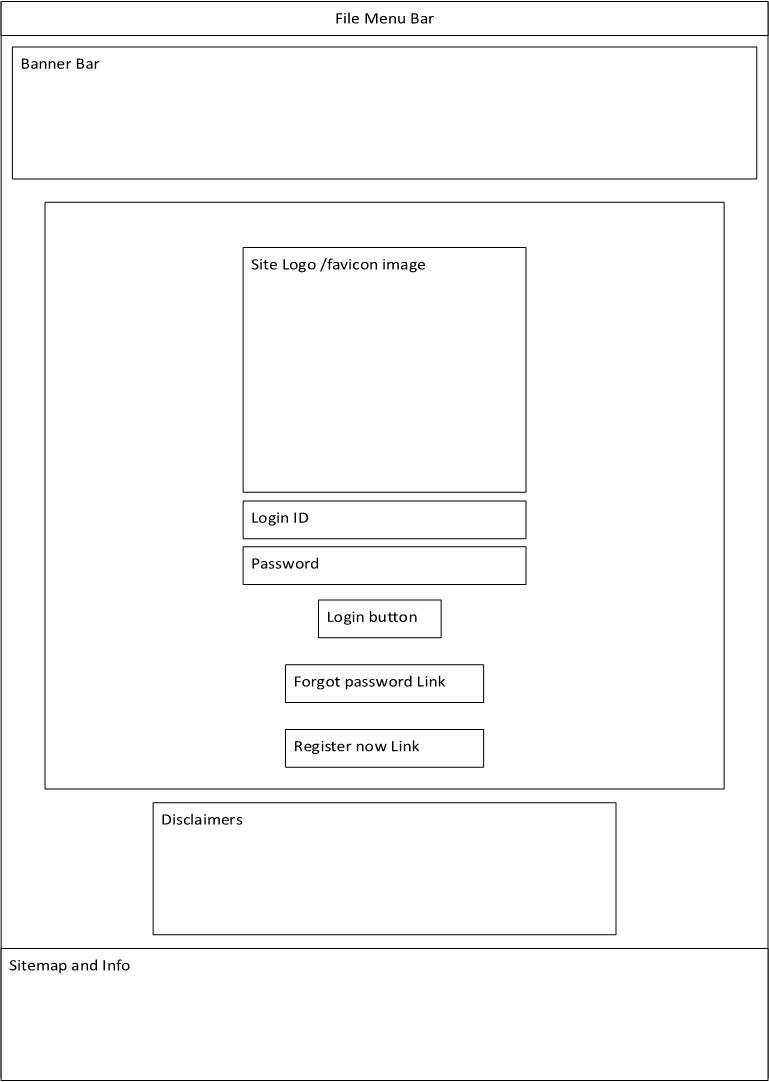 File Menu Bar
Banner Bar
Site Logo /favicon image
Login ID
Password
Login button
Forgot password Link
Register now Link
Disclaimers
Sitemap and Info